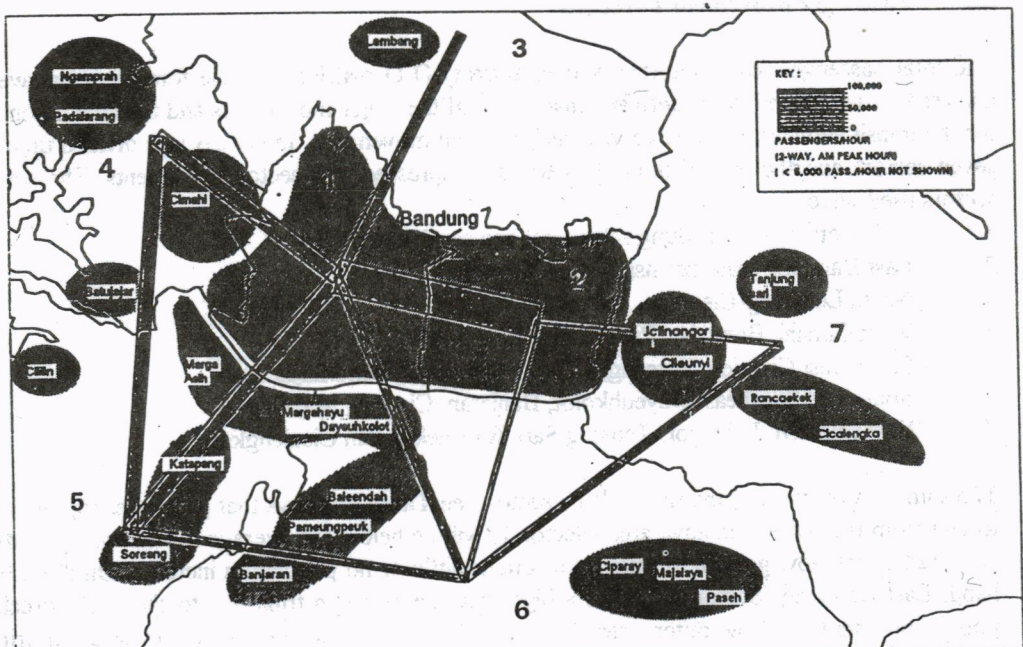 3
Lembang
Ngamprah
Padalarang
KEY :
100,000
50,000
0
PASSENGERS/HOUR
(2-WAY, AM PEAK HOUR)
( < 5,000 PASS./HOUR NOT SHOWN)
4
Cimahi
1
Bandung
2
Tanjung
sari
Batujajar
Jatinangor
7
Cileunyi
Cililin
Marga
Asih
Rancaekek
Margahayu
Dayeuhkolot
Cicalengka
Katapang
Baleendah
5
Pameungpeuk
Soreang
Banjaran
Ciparay
Majalaya
Paseh
6